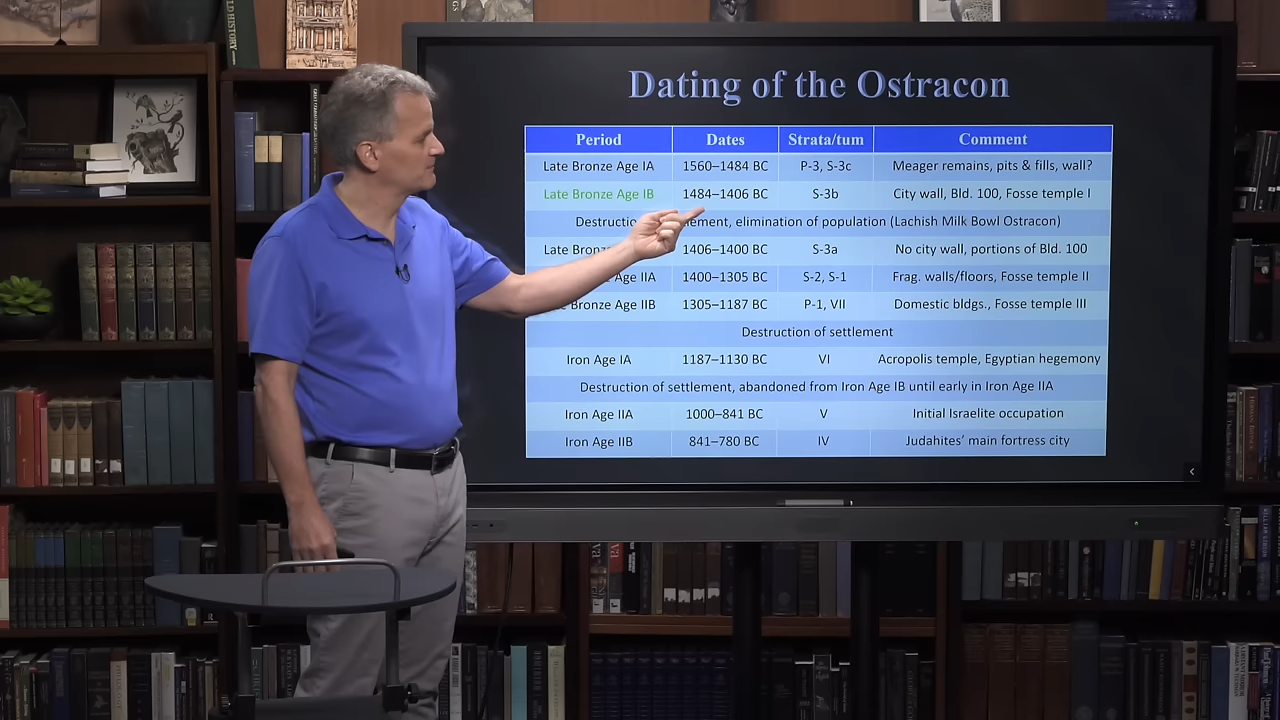 Dating of the Ostracon
Period Dates Strata/tum Comment
Late Bronze Age IA 1560–1484 BC P-3, S-3c Meager remains, pits & fills, wall?
Late Bronze Age IB 1484–1406 BC S-3b City wall, Bld. 100, Fosse temple I
Destruc lement, elimination of population (Lachish Milk Bowl Ostracon)
Late Bron 1406–1400 BC S-3a No city wall, portions of Bld. 100
Age IIA 1400–1305 BC S-2, S-1 Frag. walls/floors, Fosse temple II
Bronze Age IIB 1305–1187 BC P-1, VII Domestic bldgs., Fosse temple III
Destruction of settlement
Iron Age IA 1187–1130 BC VI Acropolis temple, Egyptian hegemony
Destruction of settlement, abandoned from Iron Age IB until early in Iron Age IIA
Iron Age IIA 1000–841 BC V Initial Israelite occupation
Iron Age IIB 841–780 BC IV Judahites’ main fortress city